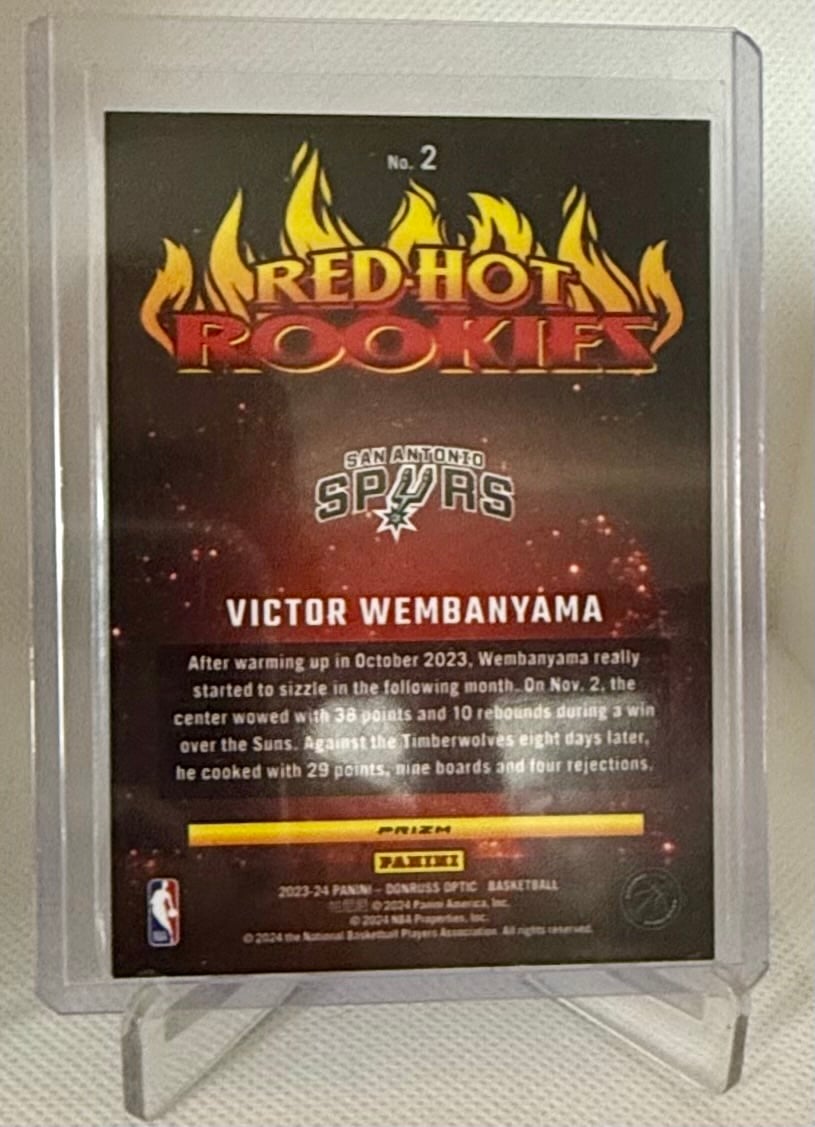 No. 2
RED-HOT
ROOKIES
SAN ANTONIO
SPURS
VICTOR WEMBANYAMA
After warming up in October 2023, Wembanyama really
started to sizzle in the following month. On Nov. 2, the
center wowed with 38 points and 10 rebounds during a win
over the Suns. Against the Timberwolves eight days later,
he cooked with 29 points, nine boards and four rejections.
PRIZM
PANINI
2023-24 PANINI - DONRUSS OPTIC BASKETBALL
© 2024 Panini America, Inc.
© 2024 NBA Properties, Inc.
© 2024 the National Basketball Players Association. All rights reserved.